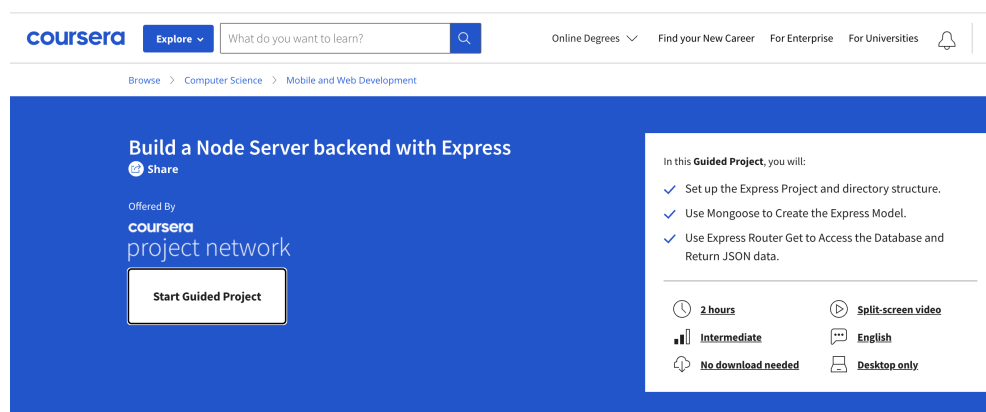 coursera
Explore
What do you want to learn?
Online Degrees
Find your New Career
For Enterprise
For Universities
Browse > Computer Science > Mobile and Web Development
Build a Node Server backend with Express
Share
Offered By
coursera
project network
Start Guided Project
In this Guided Project, you will:
Set up the Express Project and directory structure.
Use Mongoose to Create the Express Model.
Use Express Router Get to Access the Database and
Return JSON data.
2 hours
Split-screen video
Intermediate
English
No download needed
Desktop only